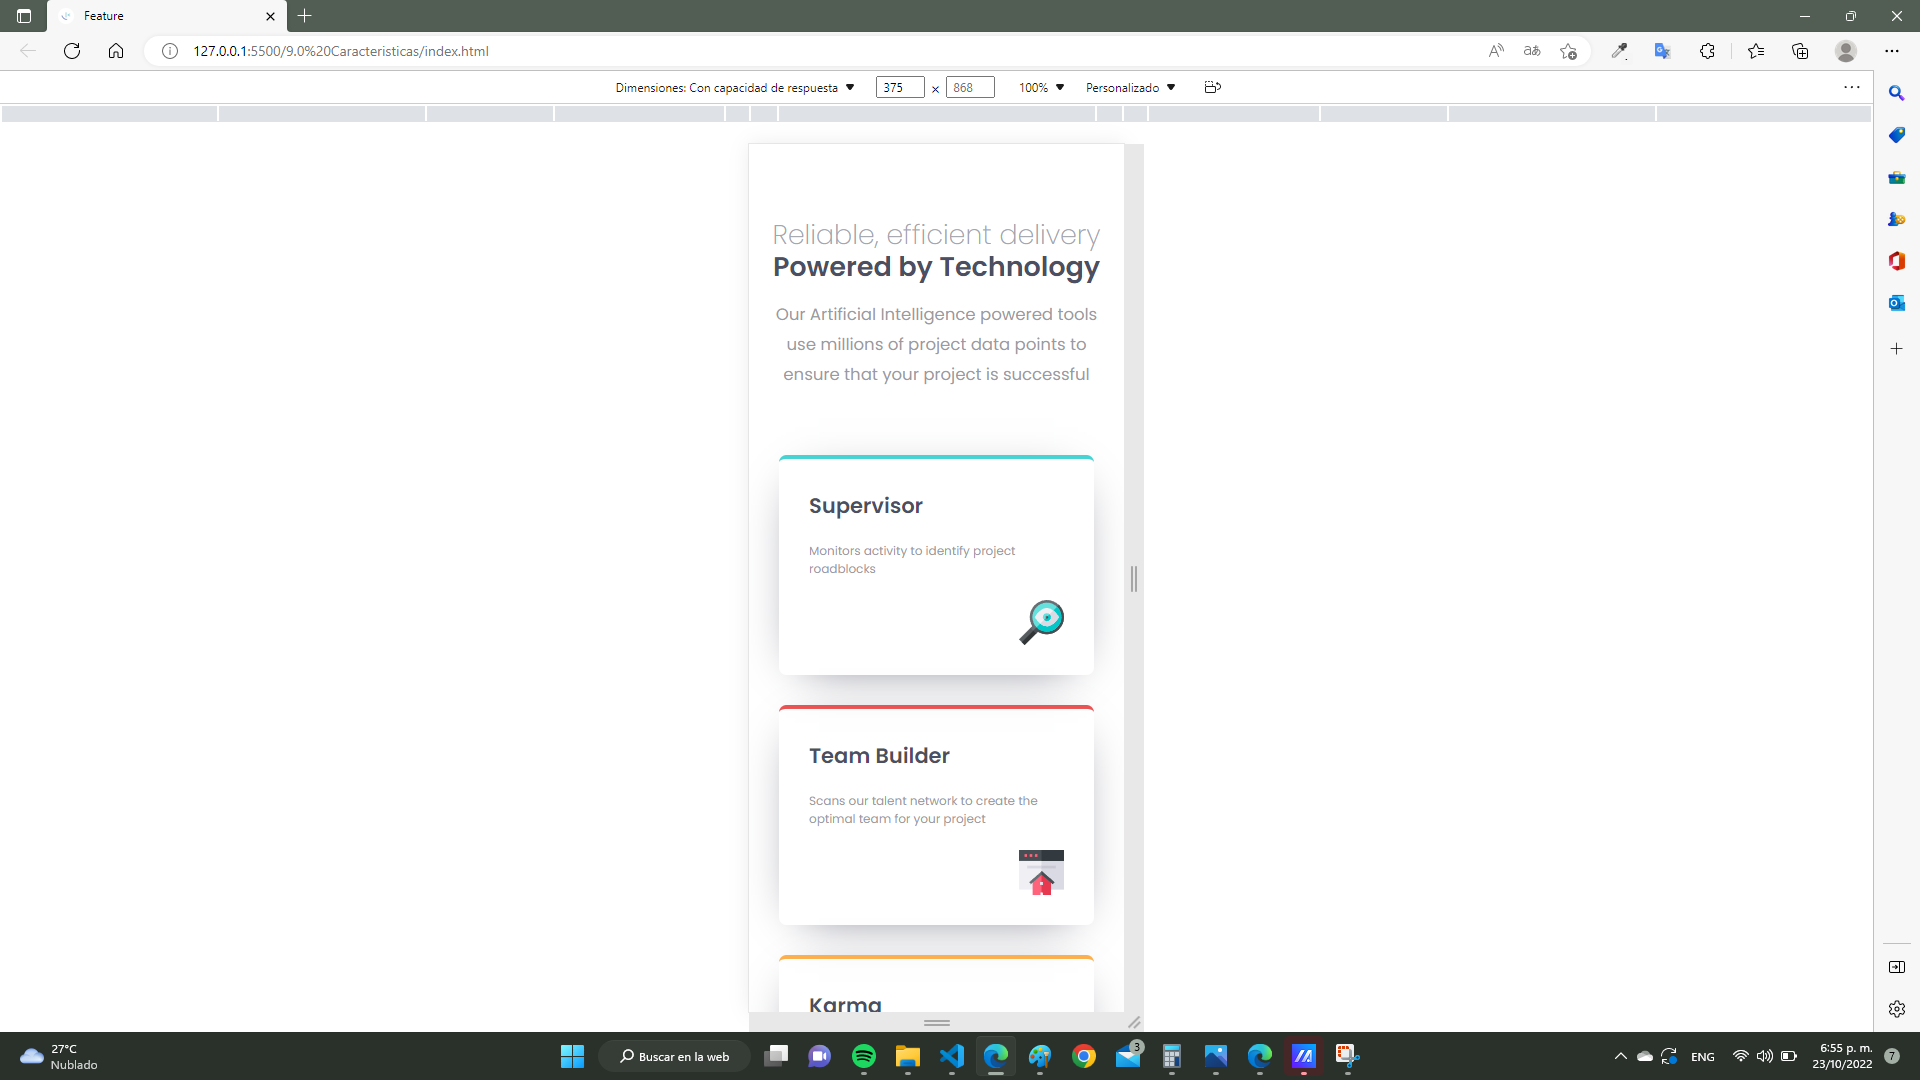 Feature
127.0.0.1:5500/9.0%20Caracteristicas/index.html
Dimensiones: Con capacidad de respuesta
375 × 868
100%
Personalizado
Reliable, efficient delivery
Powered by Technology
Our Artificial Intelligence powered tools
use millions of project data points to
ensure that your project is successful
Supervisor
Monitors activity to identify project
roadblocks
Team Builder
Scans our talent network to create the
optimal team for your project
Karma
27°C
Nublado
Buscar en la web
3
ENG
6:55 p. m.
23/10/2022
7